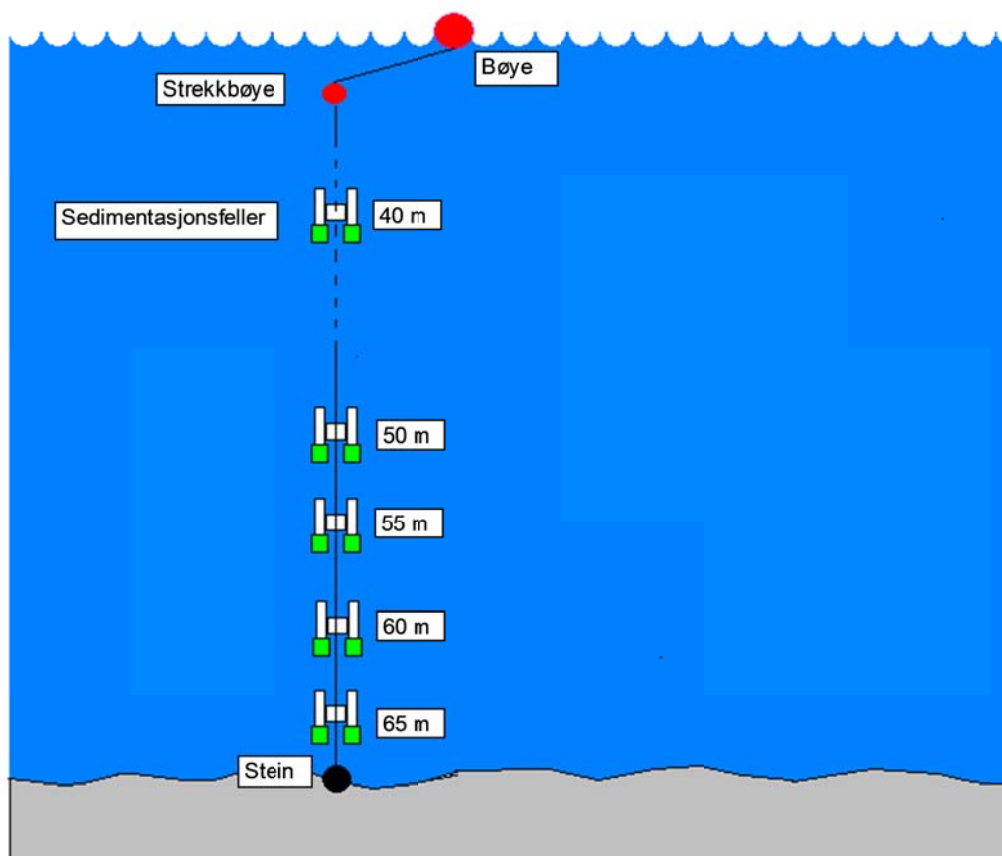 Bøye
Strekkbøye
Sedimentasjonsfeller
40 m
50 m
55 m
60 m
65 m
Stein